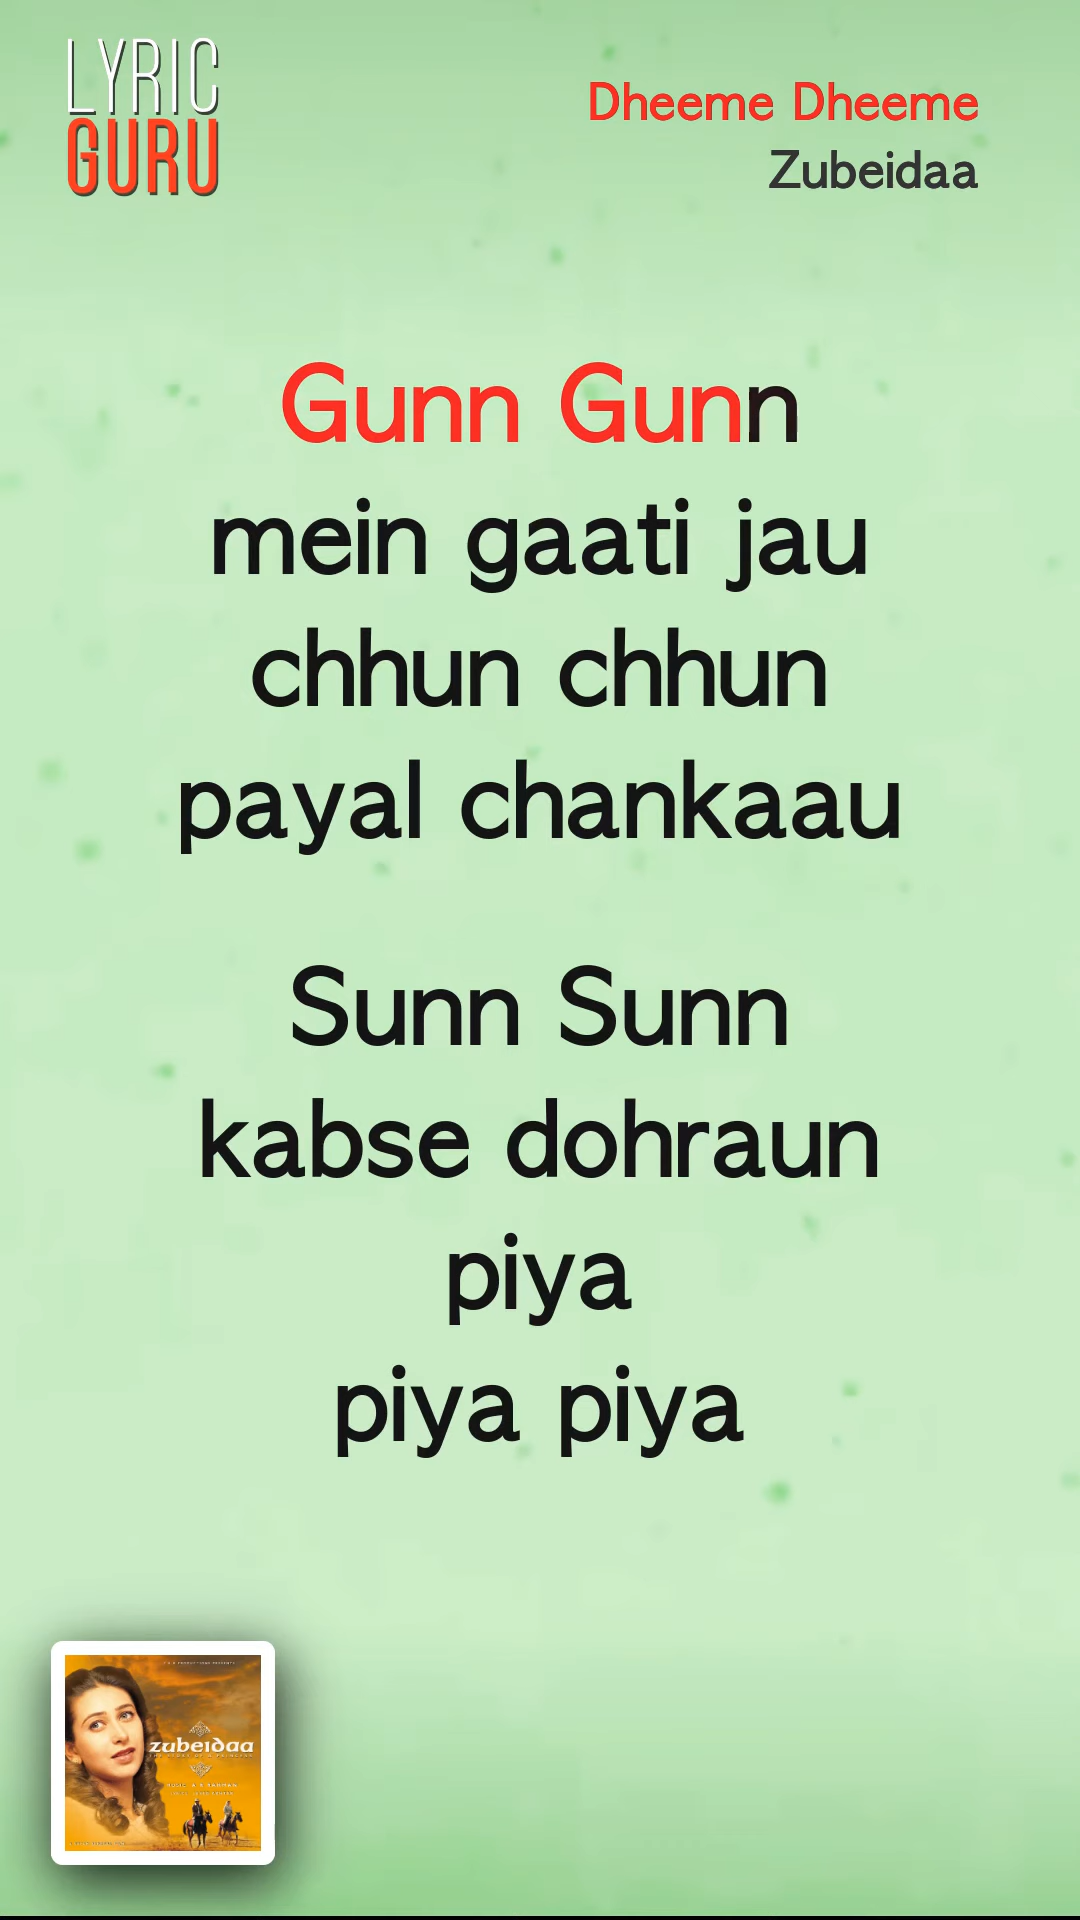 LYRIC
GURU
Dheeme Dheeme
Zubeidaa
Gunn Gunn
mein gaati jau
chhun chhun
payal chankaau
Sunn Sunn
kabse dohraun
piya
piya piya
zubeidaa